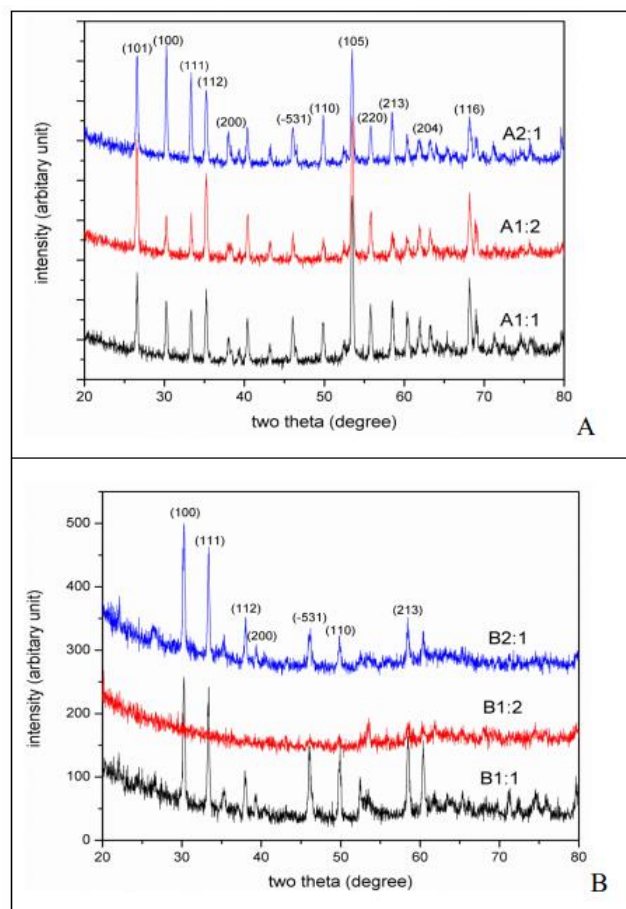 (101)
(100)
(111)
(112)
(200)
(-531)
(110)
(105)
(220)
(213)
(204)
(116)
A2:1
A1:2
A1:1
intensity (arbitary unit)
20 30 40 50 60 70 80
two theta (degree)
A
500
400
300
200
100
0
(100)
(111)
(112)
(200)
(-531)
(110)
(213)
B2:1
B1:2
B1:1
intensity (arbitary unit)
20 30 40 50 60 70 80
two theta (degree)
B